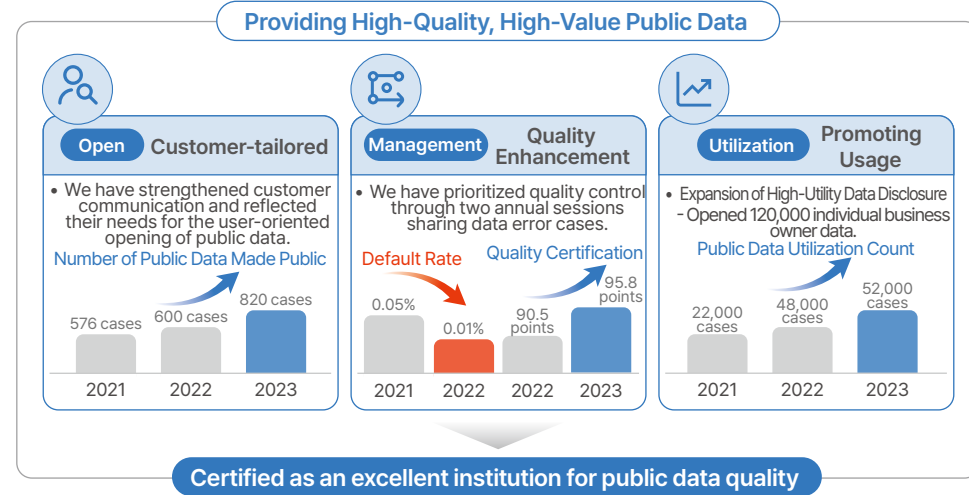 Providing High-Quality, High-Value Public Data
Open
Customer-tailored
• We have strengthened customer
communication and reflected
their needs for the user-oriented
opening of public data.
Number of Public Data Made Public
576 cases
600 cases
820 cases
2021
2022
2023
Management
Quality
Enhancement
• We have prioritized quality control
through two annual sessions
sharing data error cases.
Default Rate
Quality Certification
0.05%
0.01%
90.5
points
95.8
points
2021
2022
2022
2023
Utilization
Promoting
Usage
• Expansion of High-Utility Data Disclosure
- Opened 120,000 individual business
owner data.
Public Data Utilization Count
22,000
cases
48,000
cases
52,000
cases
2021
2022
2023
Certified as an excellent institution for public data quality